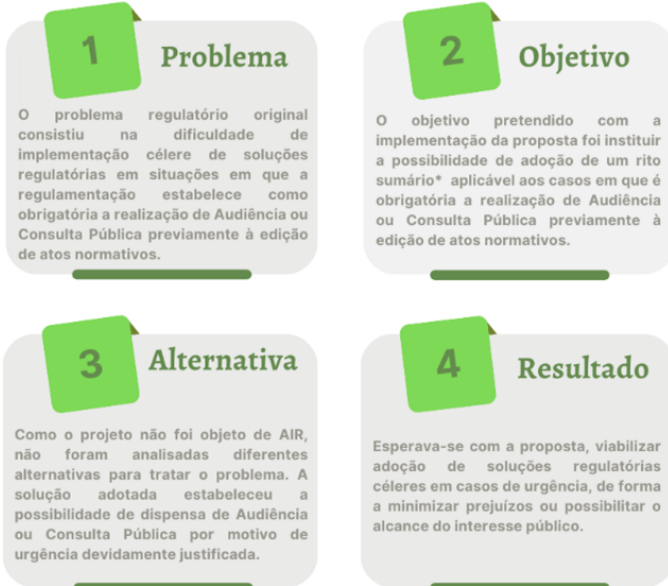 1
Problema
O problema regulatório original
consistiu na dificuldade de
implementação célere de soluções
regulatórias em situações em que a
regulamentação estabelece como
obrigatória a realização de Audiência ou
Consulta Pública previamente à edição
de atos normativos.
2
Objetivo
O objetivo pretendido com a
implementação da proposta foi instituir
a possibilidade de adoção de um rito
sumário* aplicável aos casos em que é
obrigatória a realização de Audiência
ou Consulta Pública previamente à
edição de atos normativos.
3
Alternativa
Como o projeto não foi objeto de AIR,
não foram analisadas diferentes
alternativas para tratar o problema. A
solução adotada estabeleceu a
possibilidade de dispensa de Audiência
ou Consulta Pública por motivo de
urgência devidamente justificada.
4
Resultado
Esperava-se com a proposta, viabilizar
adoção de soluções regulatórias
céleres em casos de urgência, de forma
a minimizar prejuízos ou possibilitar o
alcance do interesse público.